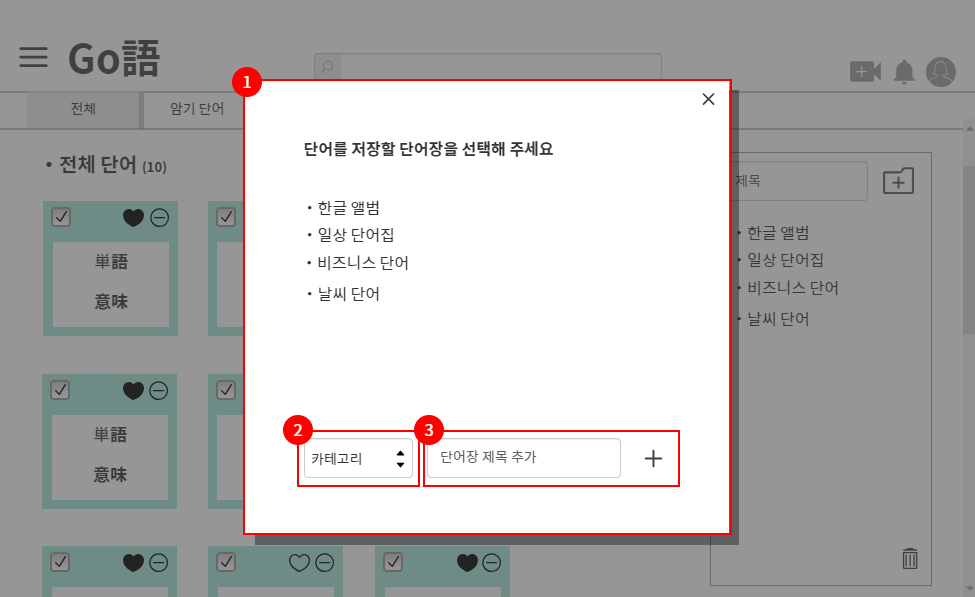 Go語
전체
암기 단어
• 전체 단어 (10)
単語
意味
単語
意味
1
단어를 저장할 단어장을 선택해 주세요
• 한글 앨범
• 일상 단어집
• 비즈니스 단어
• 날씨 단어
2
카테고리
3
단어장 제목 추가
제목
• 한글 앨범
• 일상 단어집
• 비즈니스 단어
• 날씨 단어